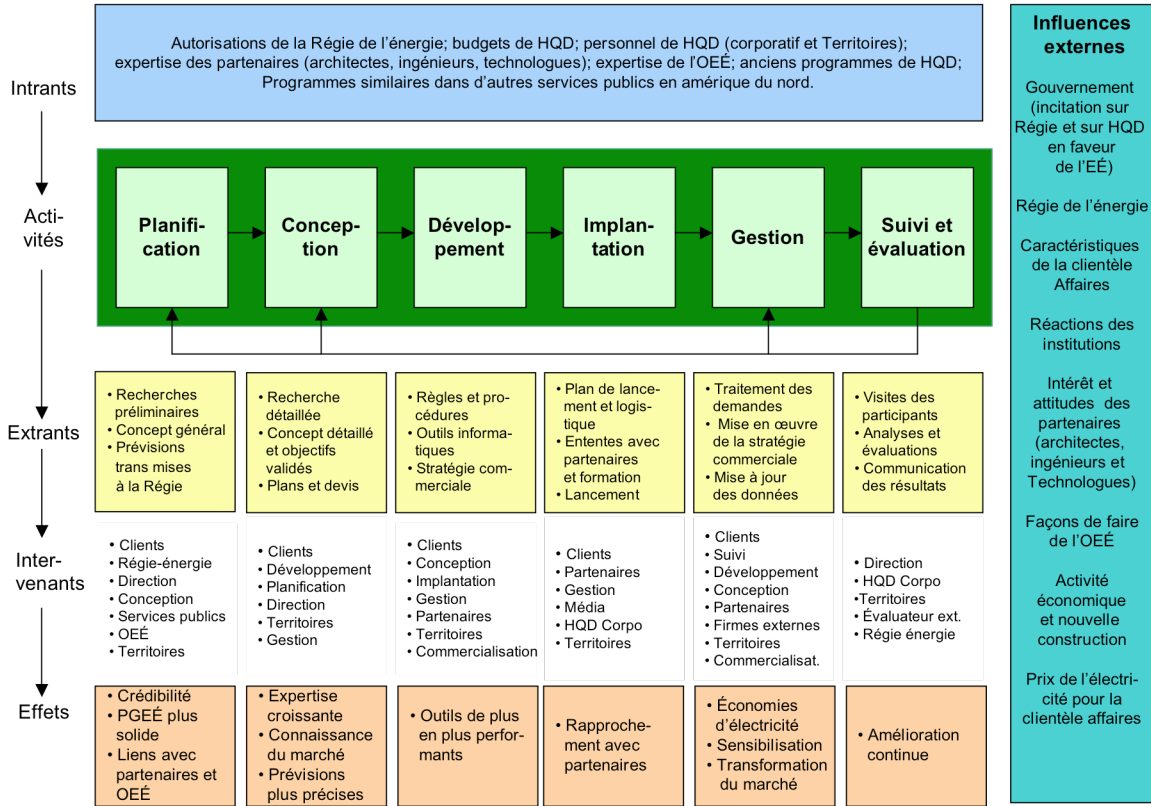 Autorisations de la Régie de l’énergie; budgets de HQD; personnel de HQD (corporatif et Territoires);
expertise des partenaires (architectes, ingénieurs, technologues); expertise de l’OEÉ; anciens programmes de HQD;
Programmes similaires dans d’autres services publics en amérique du nord.
Intrants
Acti-
vités
Planifi-
cation
Concep-
tion
Dévelop-
pement
Implan-
tation
Gestion
Suivi et
évaluation
Extrants
• Recherches
préliminaires
• Concept général
• Prévisions
trans mises
à la Régie
• Recherche
détaillée
• Concept détaillé
et objectifs
validés
• Plans et devis
• Règles et pro-
cédures
• Outils informa-
tiques
• Stratégie com-
merciale
• Plan de lance-
ment et logis-
tique
• Ententes avec
partenaires
et formation
• Lancement
• Traitement des
demandes
• Mise en œuvre
de la stratégie
commerciale
• Mise à jour
des données
• Visites des
participants
• Analyses et
évaluations
• Communication
des résultats
Inter-
venants
• Clients
• Régie-énergie
• Direction
• Conception
• Services publics
• OEÉ
• Territoires
• Clients
• Développement
• Planification
• Direction
• Territoires
• Gestion
• Clients
• Conception
• Implantation
• Gestion
• Partenaires
• Territoires
• Commercialisation
• Clients
• Partenaires
• Gestion
• Média
• HQD Corpo
• Territoires
• Clients
• Suivi
• Développement
• Conception
• Partenaires
• Firmes externes
• Territoires
• Commercialisat.
• Direction
• HQD Corpo
•Territoires
• Évaluateur ext.
• Régie énergie
Effets
• Crédibilité
• PGEÉ plus
solide
• Liens avec
partenaires et
OEÉ
• Expertise
croissante
• Connaissance
du marché
• Prévisions
plus précises
• Outils de plus
en plus perfor-
mants
• Rapproche-
ment avec
partenaires
• Économies
d’électricité
• Sensibilisation
• Transformation
du marché
• Amélioration
continue
Influences
externes
Gouvernement
(incitation sur
Régie et sur HQD
en faveur
de l’EÉ)
Régie de l’énergie
Caractéristiques
de la clientèle
Affaires
Réactions des
institutions
Intérêt et
attitudes des
partenaires
(architectes,
ingénieurs et
Technologues)
Façons de faire
de l’OEÉ
Activité
économique
et nouvelle
construction
Prix de l’électri-
cité pour la
clientèle affaires